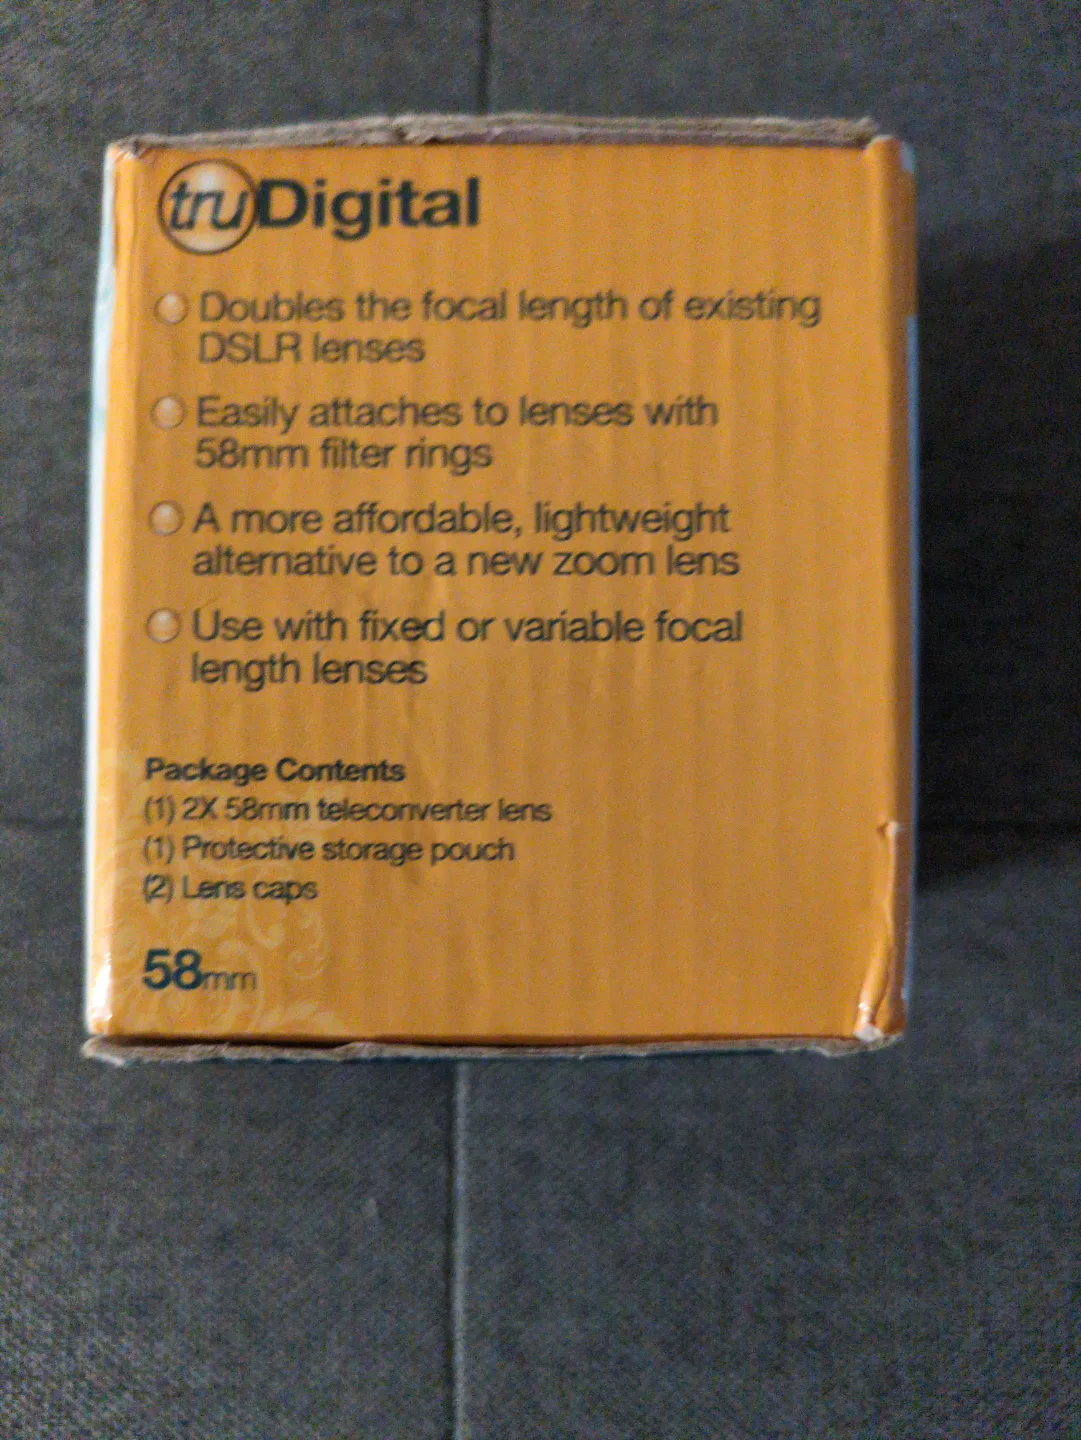 truDigital
Doubles the focal length of existing
DSLR lenses
Easily attaches to lenses with
58mm filter rings
A more affordable, lightweight
alternative to a new zoom lens
Use with fixed or variable focal
length lenses
Package Contents
(1) 2X 58mm teleconverter lens
(1) Protective storage pouch
(2) Lens caps
58mm